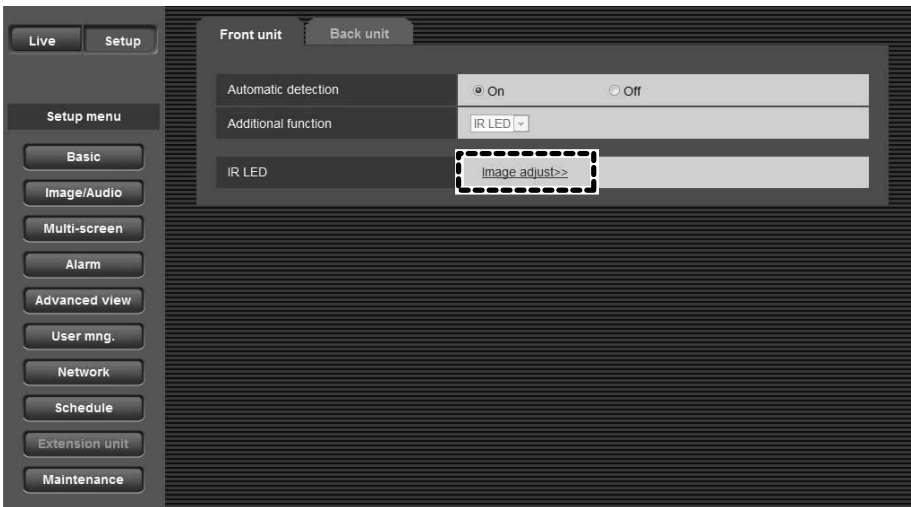 Live Setup
Front unit Back unit
Automatic detection On Off
Setup menu
Additional function IR LED
Basic
IR LED Image adjust>>
Image/Audio
Multi-screen
Alarm
Advanced view
User mng.
Network
Schedule
Extension unit
Maintenance